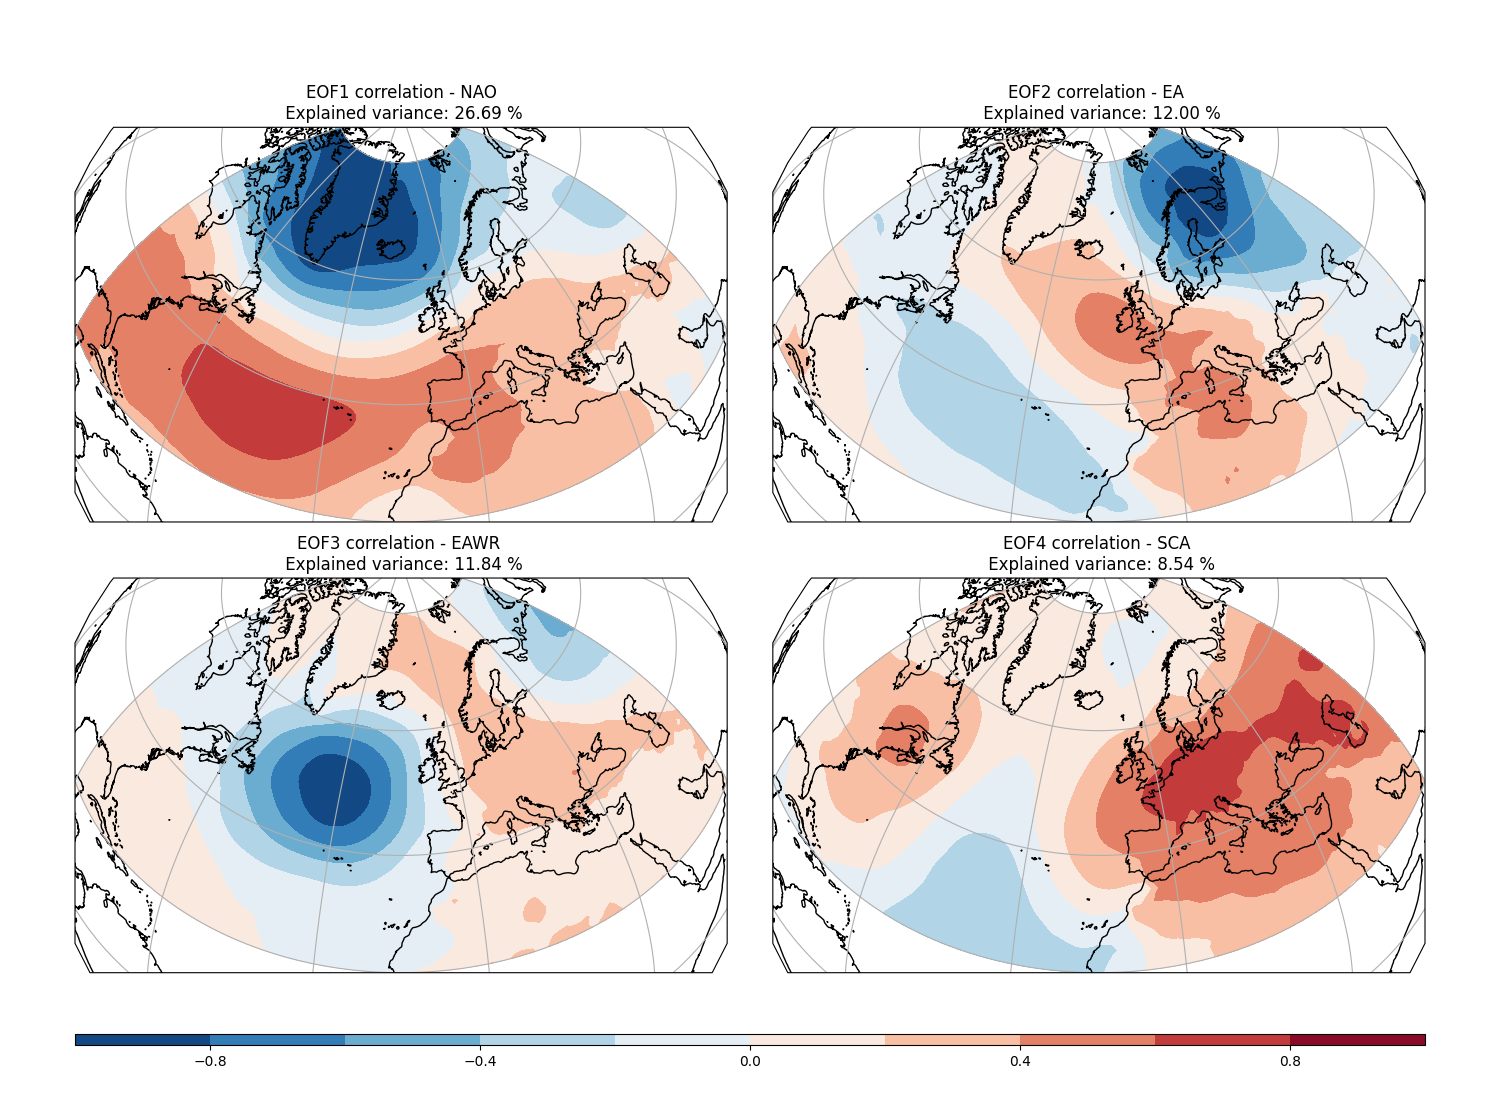 EOF1 correlation - NAO
Explained variance: 26.69 %
EOF2 correlation - EA
Explained variance: 12.00 %
EOF3 correlation - EAWR
Explained variance: 11.84 %
EOF4 correlation - SCA
Explained variance: 8.54 %
−0.8 −0.4 0.0 0.4 0.8